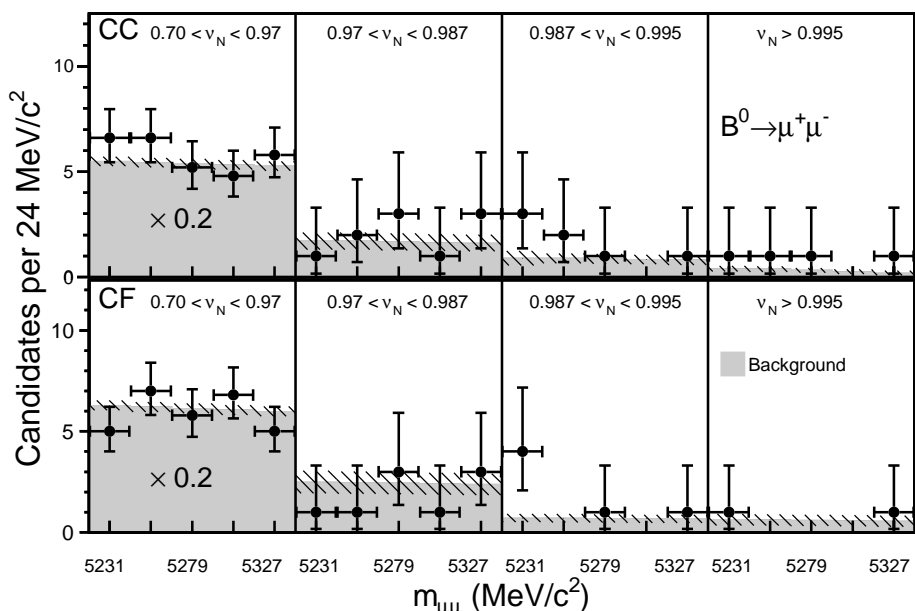 Candidates per 24 MeV/c²
CC 0.70 < ν_N < 0.97 0.97 < ν_N < 0.987 0.987 < ν_N < 0.995 ν_N > 0.995
10
B⁰→μ⁺μ⁻
5
× 0.2
0
CF 0.70 < ν_N < 0.97 0.97 < ν_N < 0.987 0.987 < ν_N < 0.995 ν_N > 0.995
10
Background
5
× 0.2
0
5231 5279 5327 5231 5279 5327 5231 5279 5327 5231 5279 5327
m_μμ (MeV/c²)